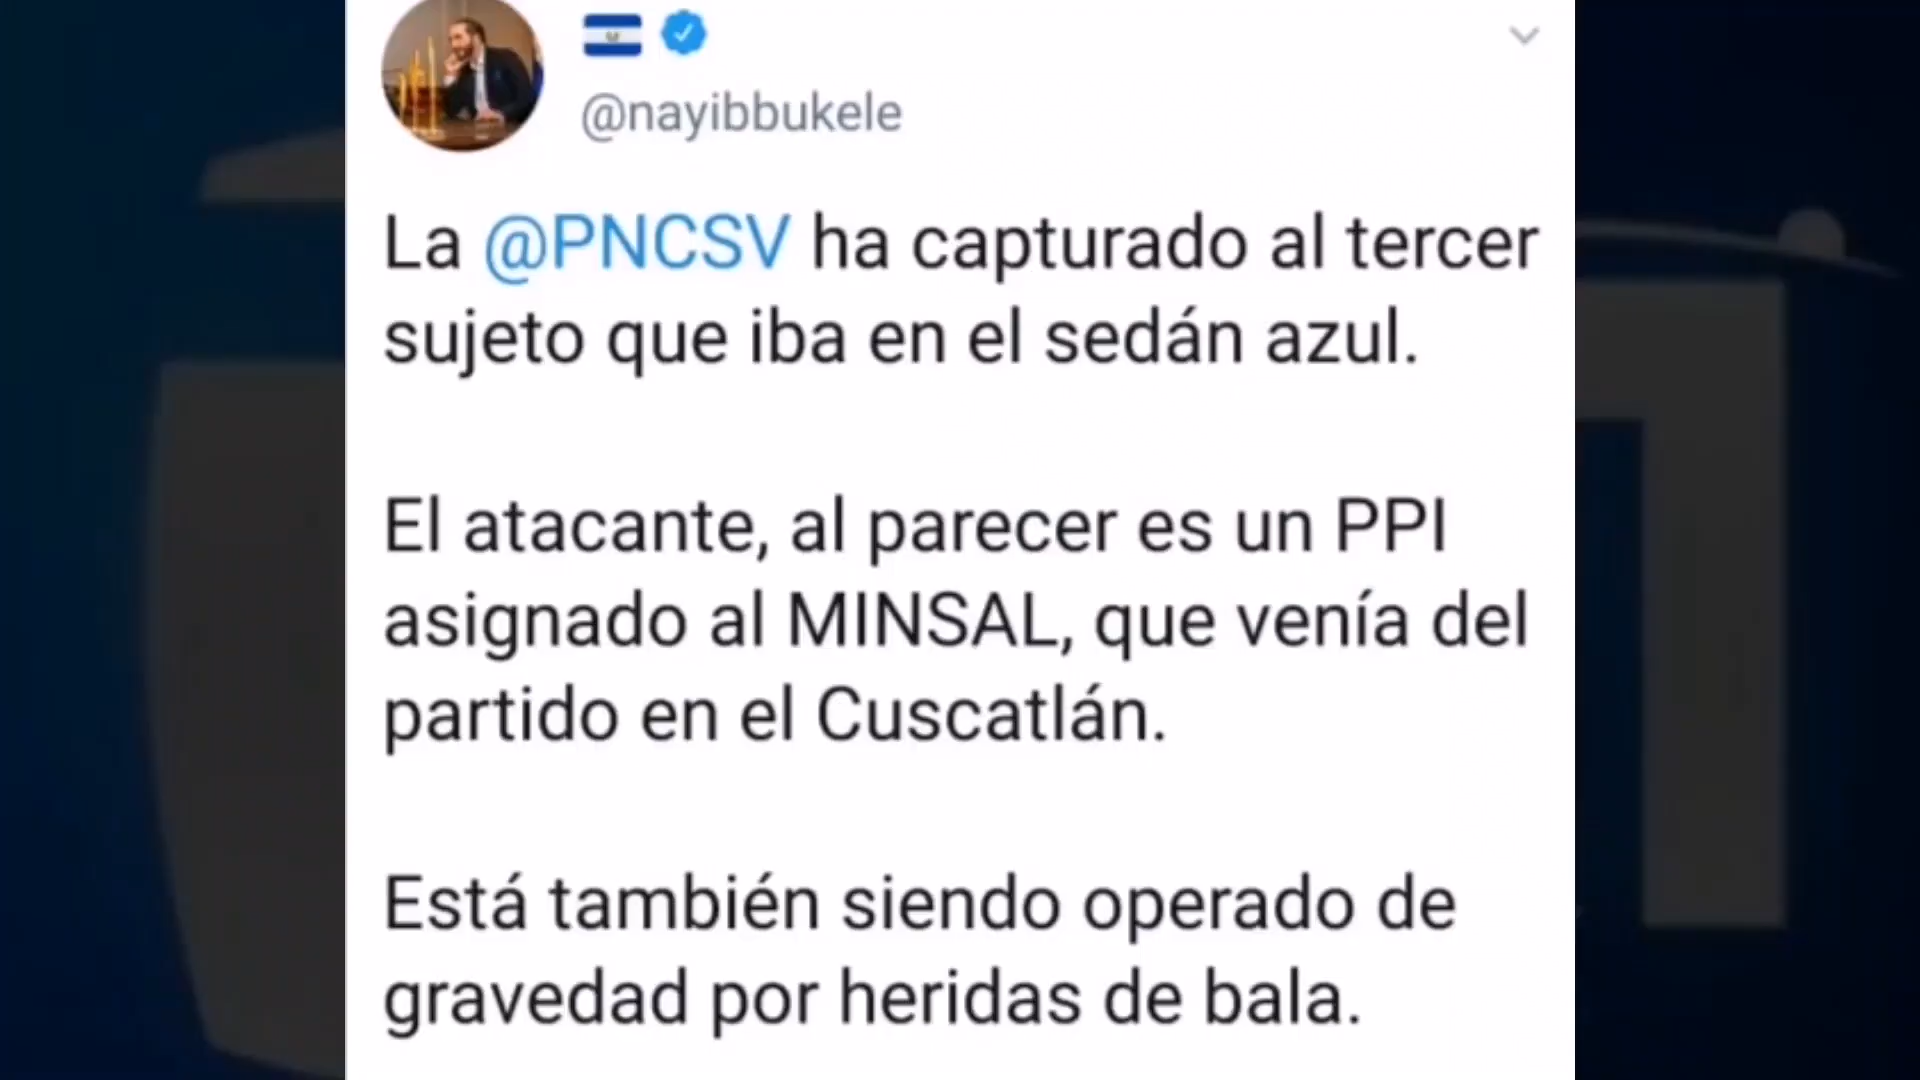 @nayibbukele
La @PNCSV ha capturado al tercer
sujeto que iba en el sedán azul.
El atacante, al parecer es un PPI
asignado al MINSAL, que venía del
partido en el Cuscatlán.
Está también siendo operado de
gravedad por heridas de bala.